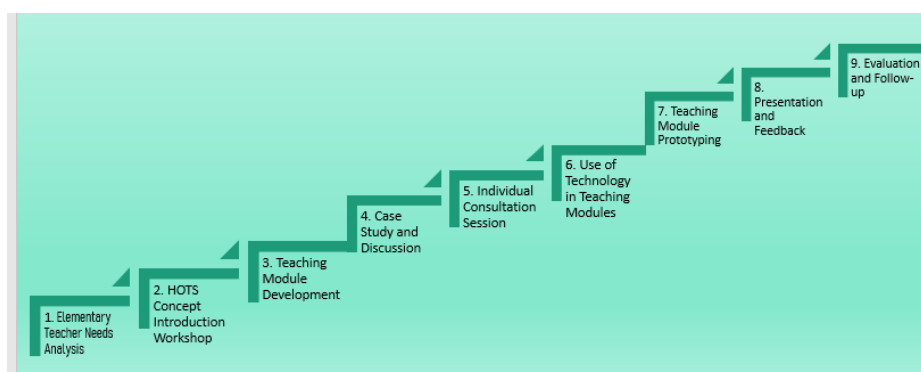 1. Elementary
Teacher Needs
Analysis
2. HOTS
Concept
Introduction
Workshop
3. Teaching
Module
Development
4. Case
Study and
Discussion
5. Individual
Consultation
Session
6. Use of
Technology
in Teaching
Modules
7. Teaching
Module
Prototyping
8.
Presentation
and
Feedback
9. Evaluation
and Follow-
up